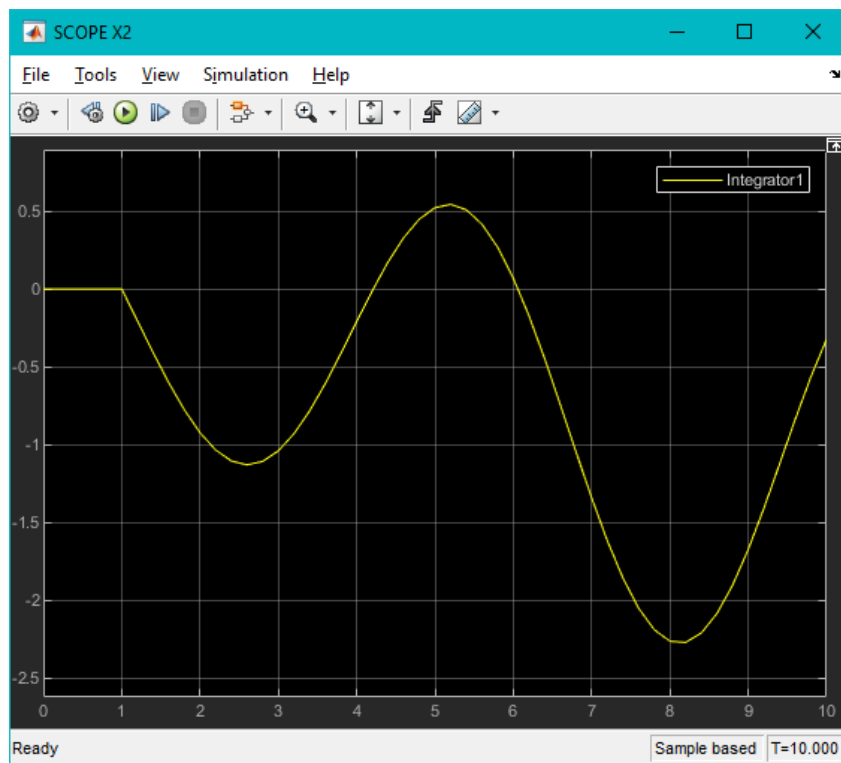 SCOPE X2
File Tools View Simulation Help
Integrator1
0.5
0
-0.5
-1
-1.5
-2
-2.5
0 1 2 3 4 5 6 7 8 9 10
Ready Sample based T=10.000